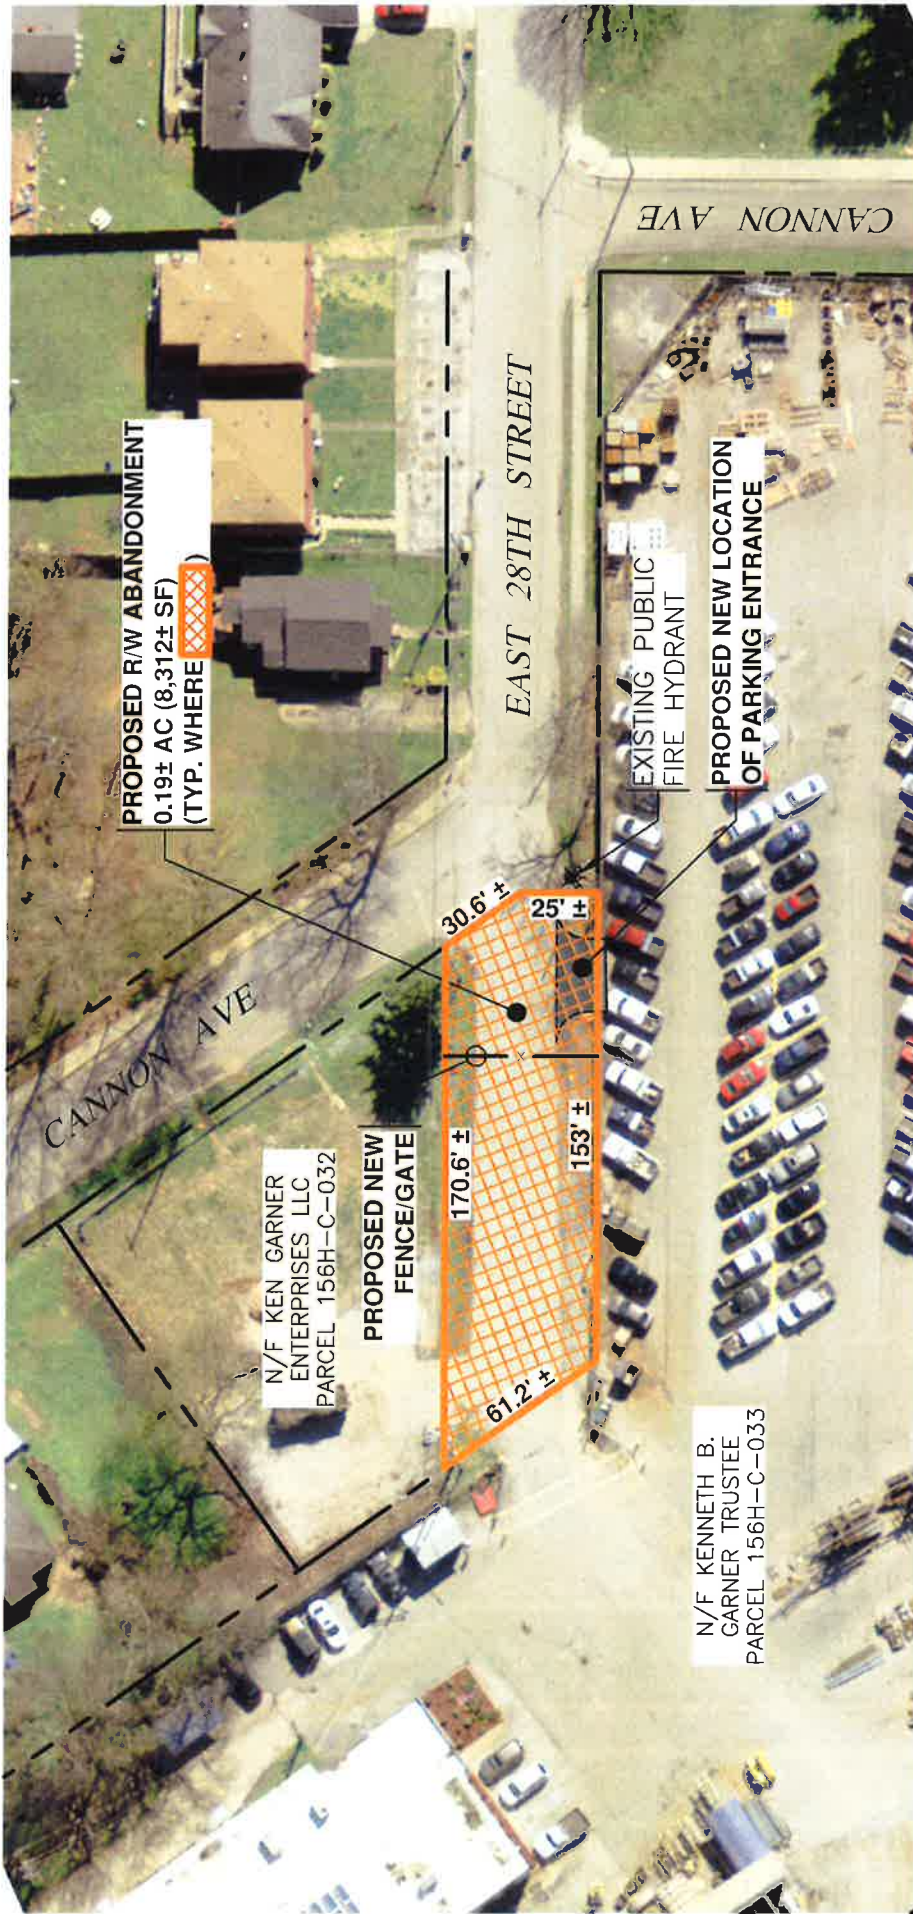 PROPOSED R/W ABANDONMENT
0.19± AC (8,312± SF)
(TYP. WHERE )
CANNON AVE
EAST 28TH STREET
CANNON AVE
30.6' ±
25' ±
170.6' ±
153' ±
61.2' ±
EXISTING PUBLIC
FIRE HYDRANT
PROPOSED NEW LOCATION
OF PARKING ENTRANCE
PROPOSED NEW
FENCE/GATE
N/F KEN GARNER
ENTERPRISES LLC
PARCEL 156H-C-032
N/F KENNETH B.
GARNER TRUSTEE
PARCEL 156H-C-033